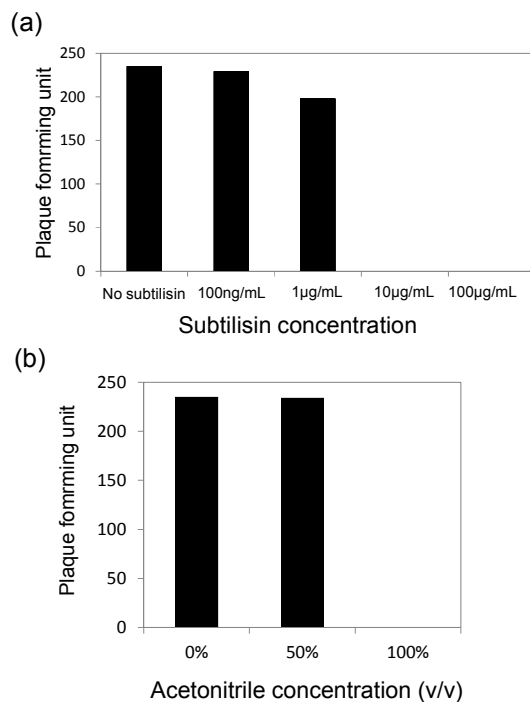 (a)
250
200
150
100
50
0
Plaque fomrming unit
No subtilisin 100ng/mL 1µg/mL 10µg/mL 100µg/mL
Subtilisin concentration
(b)
250
200
150
100
50
0
Plaque fomrming unit
0% 50% 100%
Acetonitrile concentration (v/v)